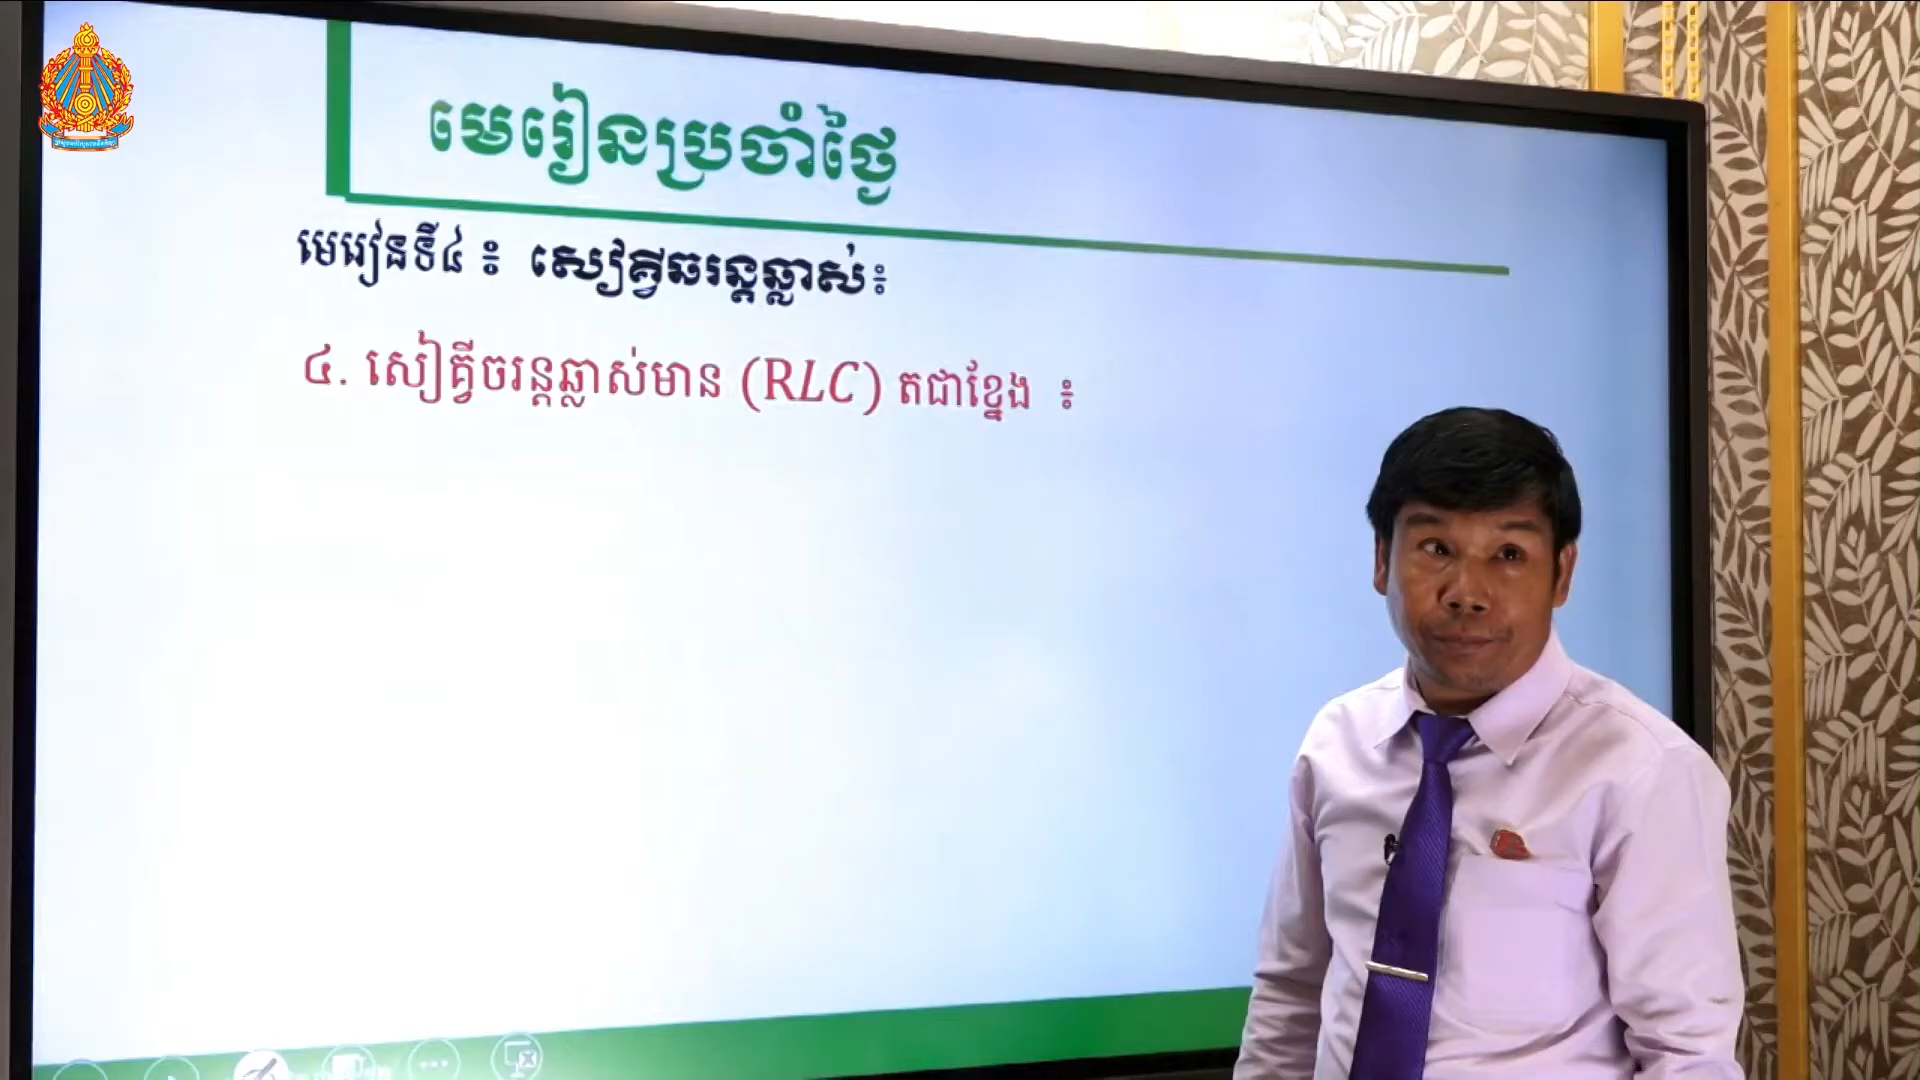 មេរៀនប្រចាំថ្ងៃ
មេរៀនទី៤ ៖ សៀគ្វីឆរន្តឆ្លាស់៖
៤. សៀគ្វីចរន្តឆ្លាស់មាន (RLC) តជាខ្នែង ៖